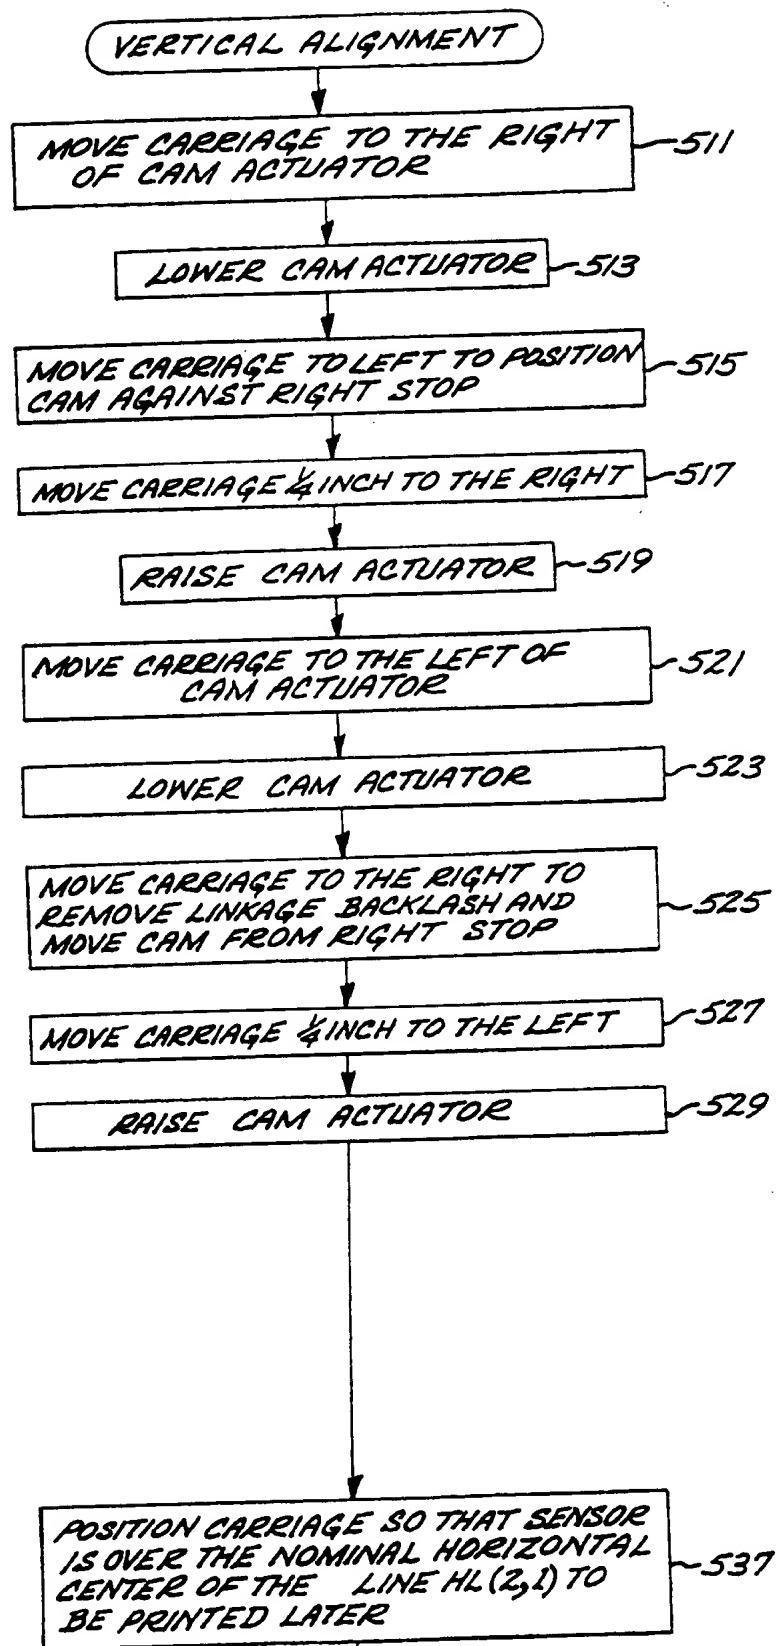 VERTICAL ALIGNMENT
MOVE CARRIAGE TO THE RIGHT
OF CAM ACTUATOR
511
LOWER CAM ACTUATOR
513
MOVE CARRIAGE TO LEFT TO POSITION
CAM AGAINST RIGHT STOP
515
MOVE CARRIAGE 1/4 INCH TO THE RIGHT
517
RAISE CAM ACTUATOR
519
MOVE CARRIAGE TO THE LEFT OF
CAM ACTUATOR
521
LOWER CAM ACTUATOR
523
MOVE CARRIAGE TO THE RIGHT TO
REMOVE LINKAGE BACKLASH AND
MOVE CAM FROM RIGHT STOP
525
MOVE CARRIAGE 1/4 INCH TO THE LEFT
527
RAISE CAM ACTUATOR
529
POSITION CARRIAGE SO THAT SENSOR
IS OVER THE NOMINAL HORIZONTAL
CENTER OF THE LINE HL(2,1) TO
BE PRINTED LATER
537